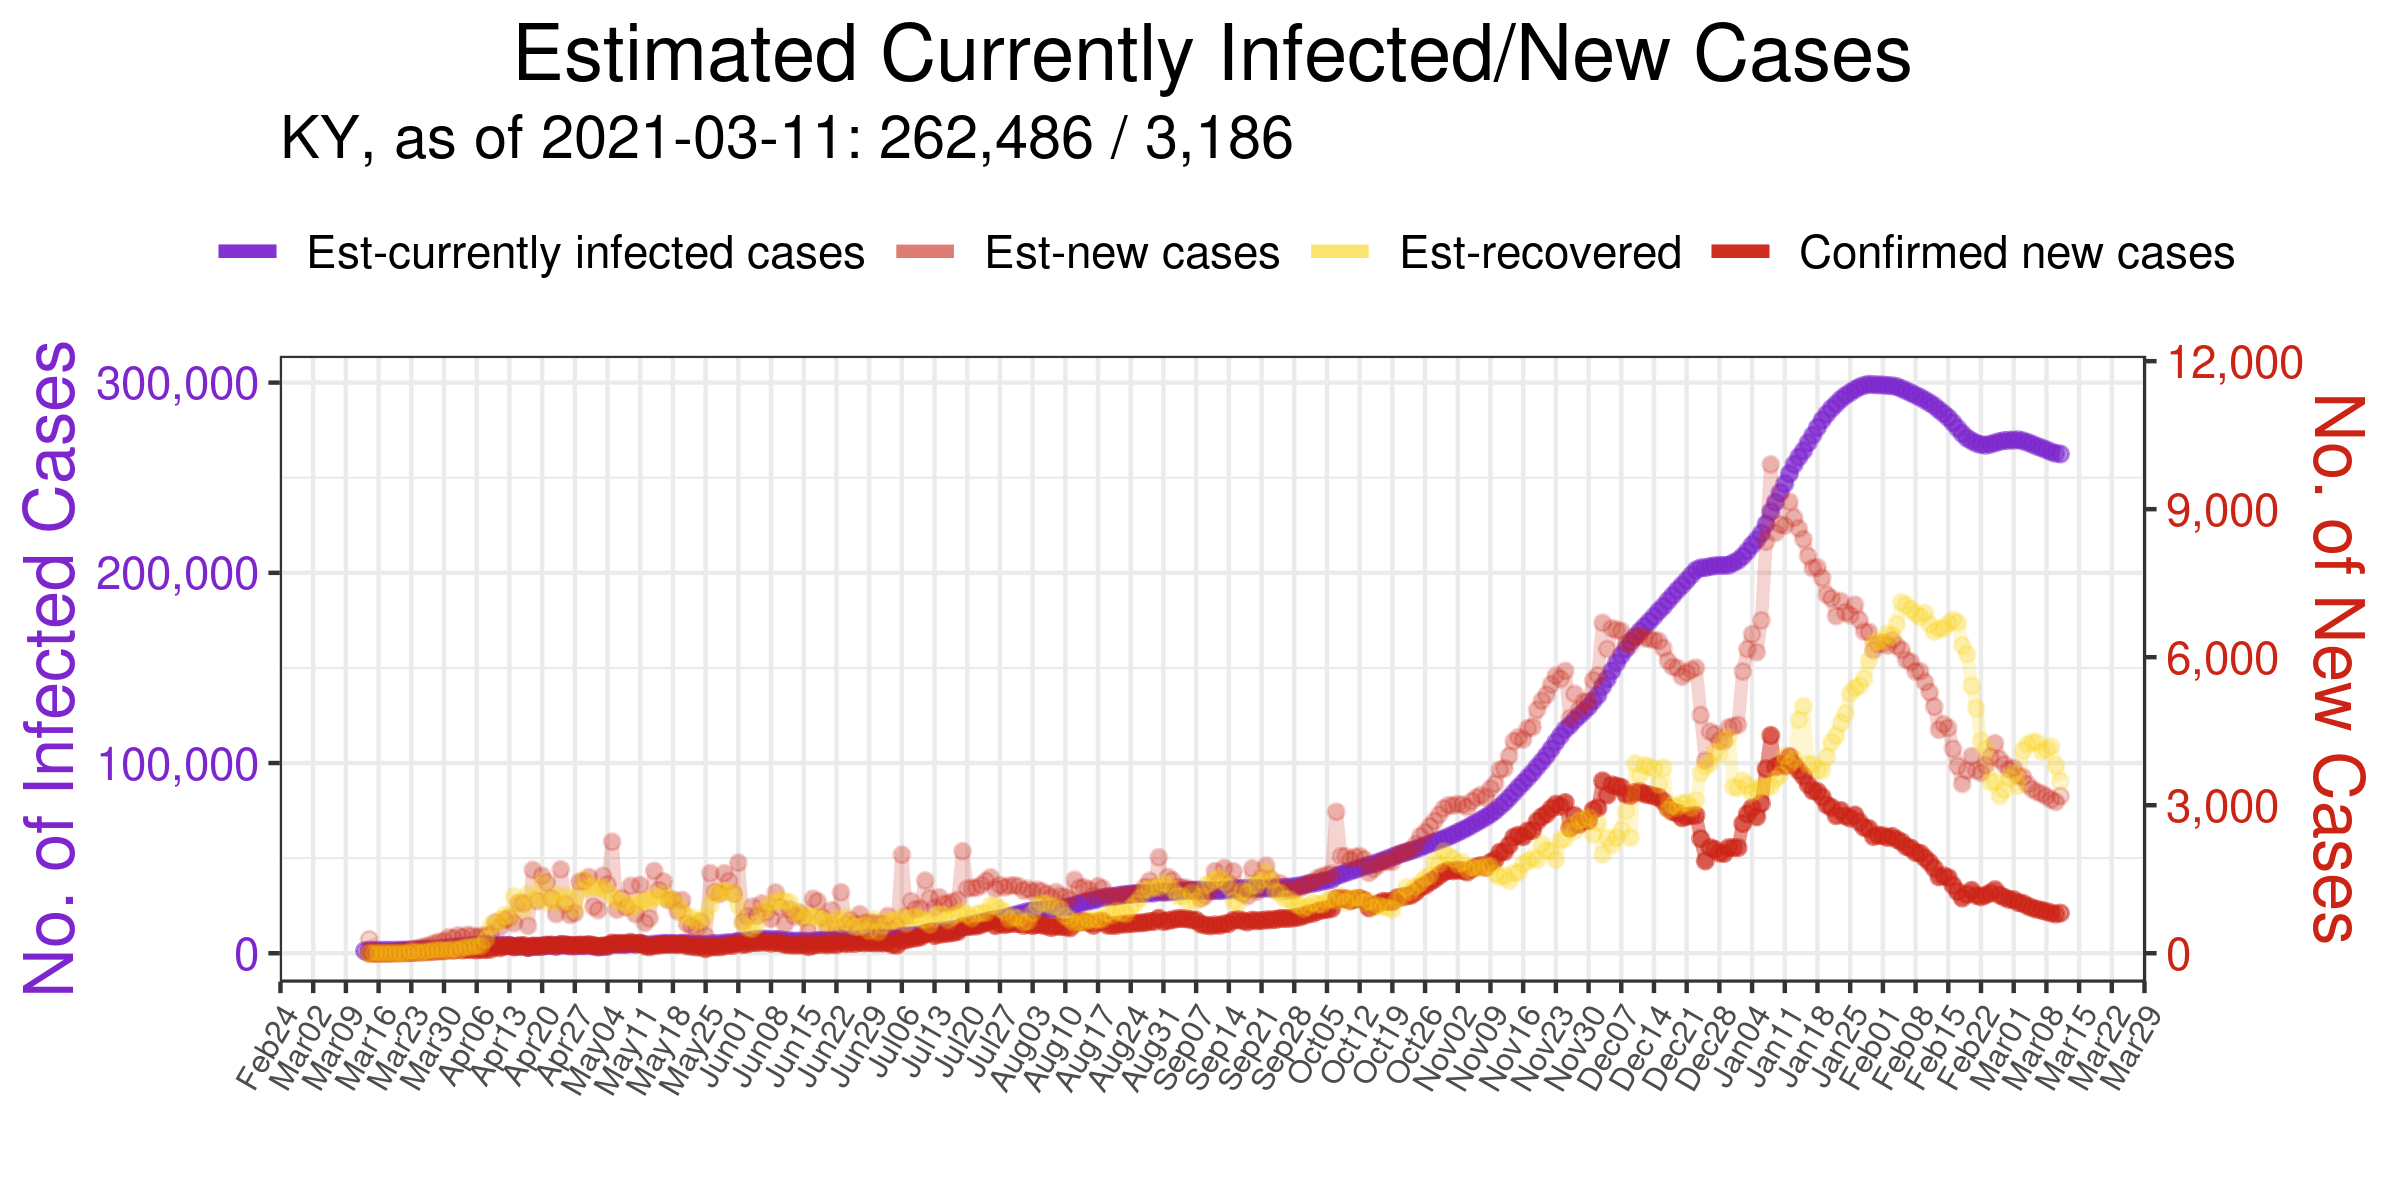 Estimated Currently Infected/New Cases
KY, as of 2021-03-11: 262,486 / 3,186
Est-currently infected cases
Est-new cases
Est-recovered
Confirmed new cases
No. of Infected Cases
300,000
200,000
100,000
0
12,000
9,000
6,000
3,000
0
No. of New Cases
Feb24
Mar02
Mar09
Mar16
Mar23
Mar30
Apr06
Apr13
Apr20
Apr27
May04
May11
May18
May25
Jun01
Jun08
Jun15
Jun22
Jun29
Jul06
Jul13
Jul20
Jul27
Aug03
Aug10
Aug17
Aug24
Aug31
Sep07
Sep14
Sep21
Sep28
Oct05
Oct12
Oct19
Oct26
Nov02
Nov09
Nov16
Nov23
Nov30
Dec07
Dec14
Dec21
Dec28
Jan04
Jan11
Jan18
Jan25
Feb01
Feb08
Feb15
Feb22
Mar01
Mar08
Mar15
Mar22
Mar29